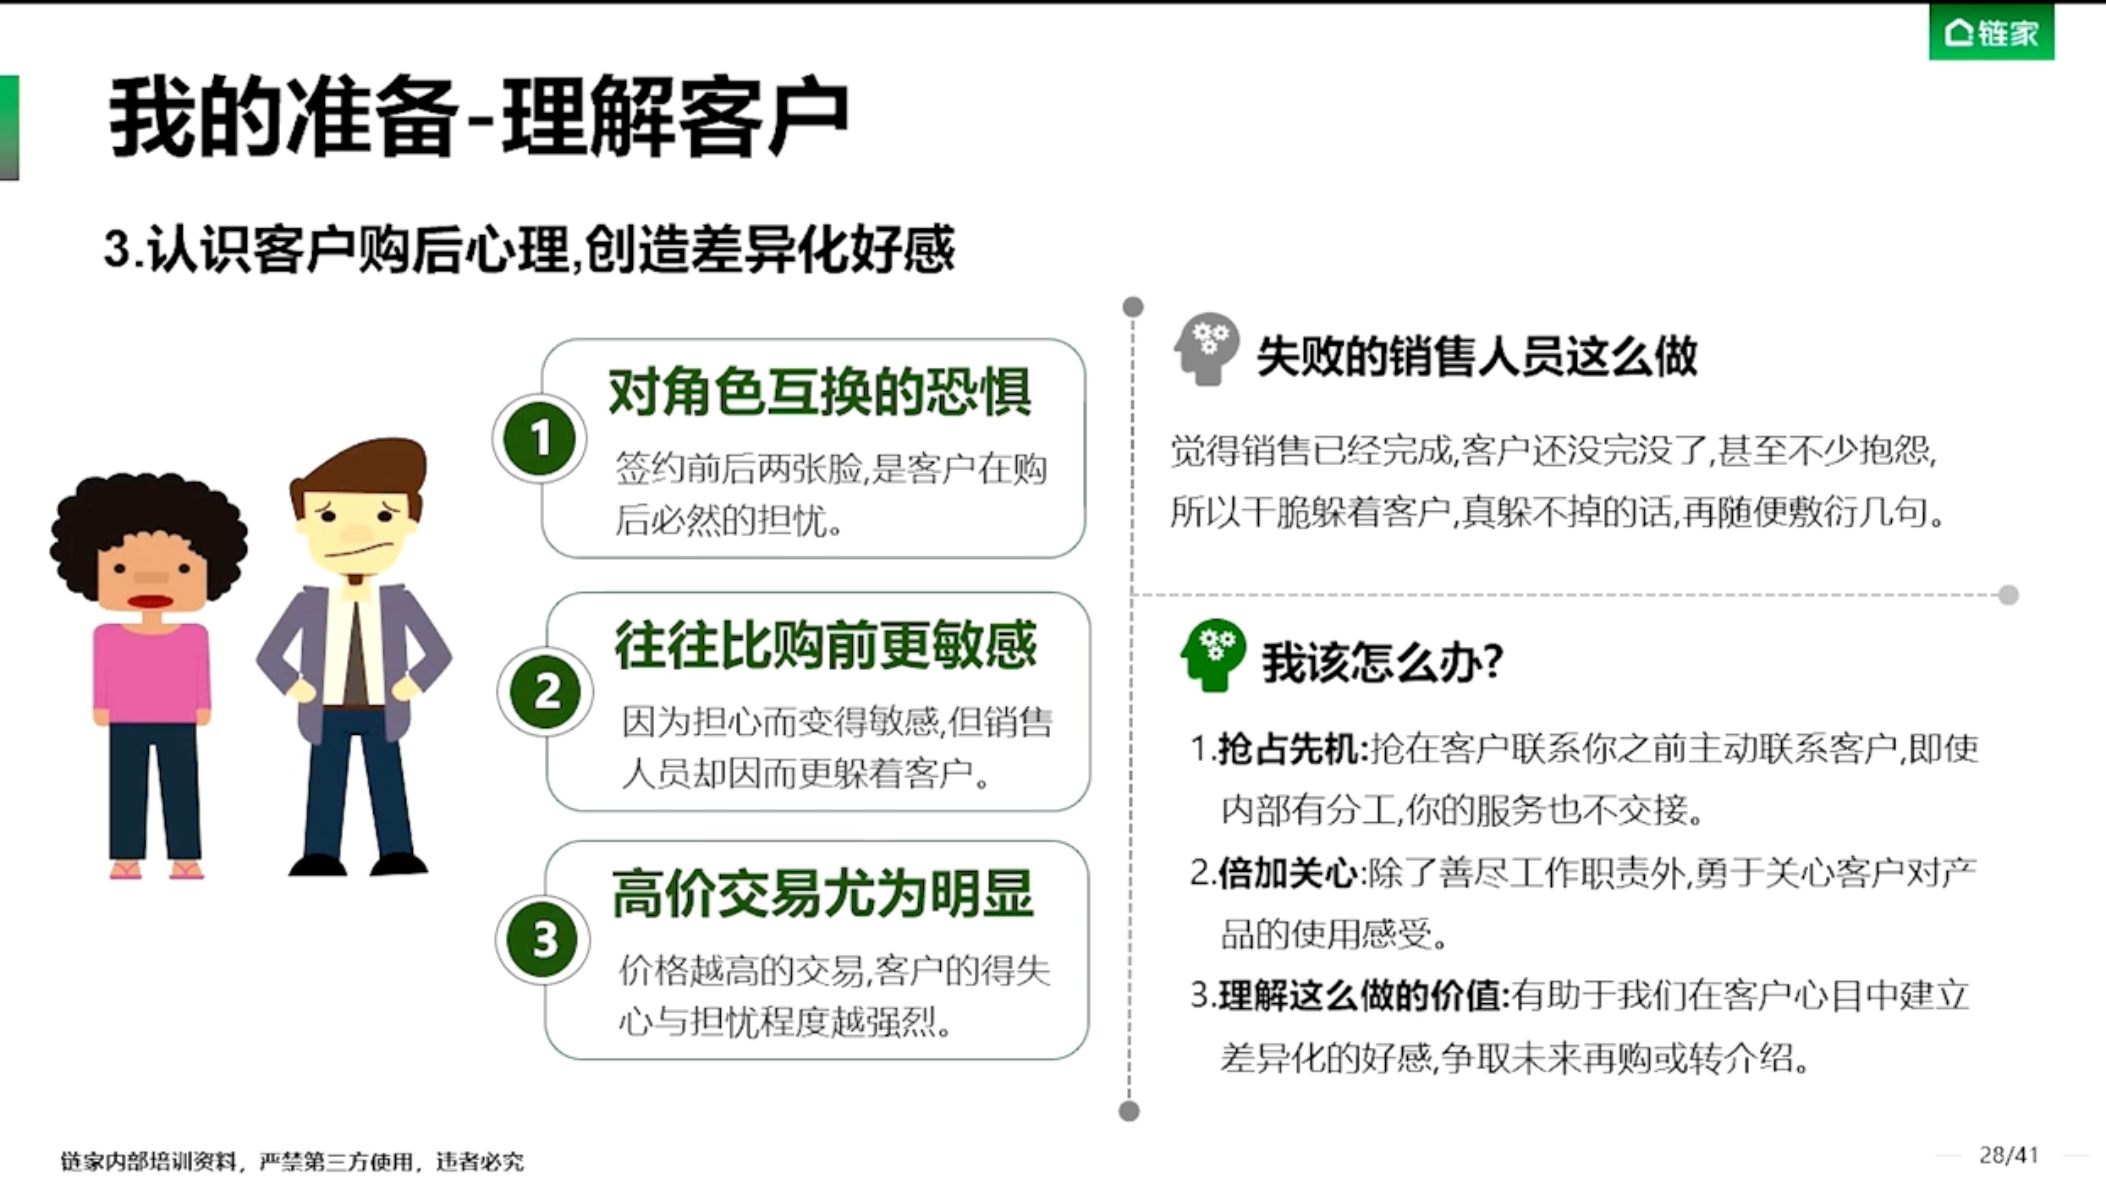 链家
我的准备-理解客户
3.认识客户购后心理,创造差异化好感
1
对角色互换的恐惧
签约前后两张脸,是客户在购
后必然的担忧。
2
往往比购前更敏感
因为担心而变得敏感,但销售
人员却因而更躲着客户。
3
高价交易尤为明显
价格越高的交易,客户的得失
心与担忧程度越强烈。
失败的销售人员这么做
觉得销售已经完成,客户还没完没了,甚至不少抱怨,
所以干脆躲着客户,真躲不掉的话,再随便敷衍几句。
我该怎么办?
1.抢占先机:抢在客户联系你之前主动联系客户,即使
内部有分工,你的服务也不交接。
2.倍加关心:除了善尽工作职责外,勇于关心客户对产
品的使用感受。
3.理解这么做的价值:有助于我们在客户心目中建立
差异化的好感,争取未来再购或转介绍。
链家内部培训资料，严禁第三方使用，违者必究
28/41